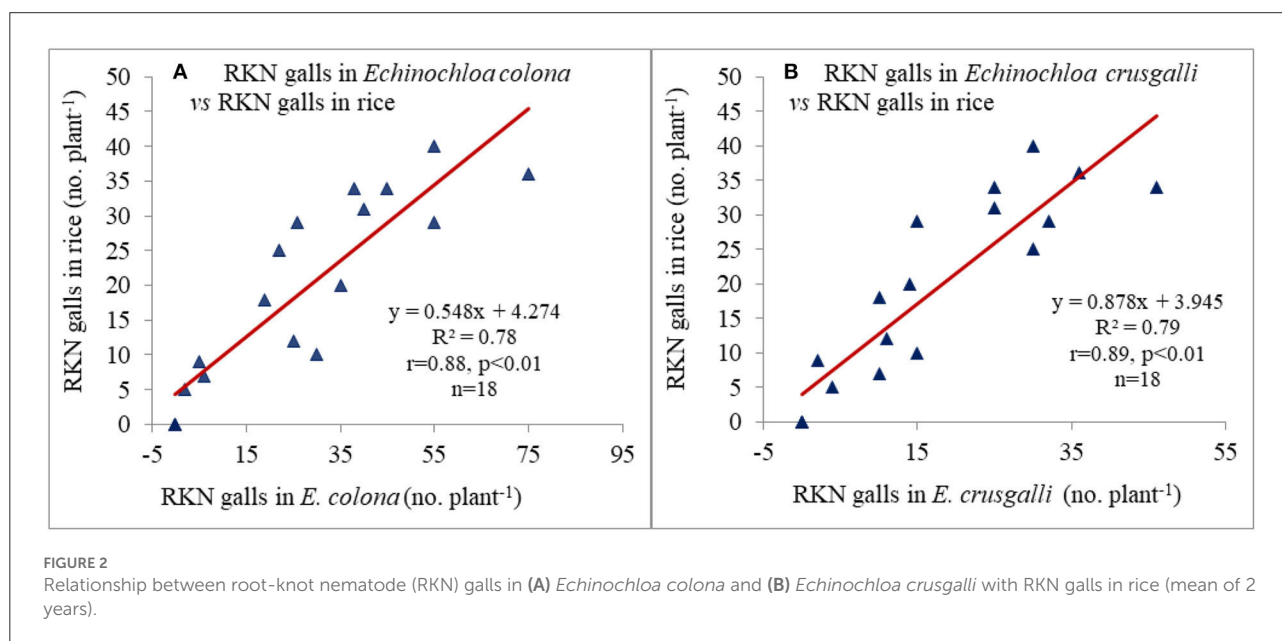 A RKN galls in Echinochloa colona
vs RKN galls in rice
RKN galls in rice (no. plant⁻¹)
50
45
40
35
30
25
20
15
10
5
0
y = 0.548x + 4.274
R² = 0.78
r=0.88, p<0.01
n=18
-5 15 35 55 75 95
RKN galls in E. colona (no. plant⁻¹)
B RKN galls in Echinochloa crusgalli
vs RKN galls in rice
RKN galls in rice (no. plant⁻¹)
50
45
40
35
30
25
20
15
10
5
0
y = 0.878x + 3.945
R² = 0.79
r=0.89, p<0.01
n=18
-5 15 35 55
RKN galls in E. crusgalli (no. plant⁻¹)
FIGURE 2
Relationship between root-knot nematode (RKN) galls in (A) Echinochloa colona and (B) Echinochloa crusgalli with RKN galls in rice (mean of 2
years).